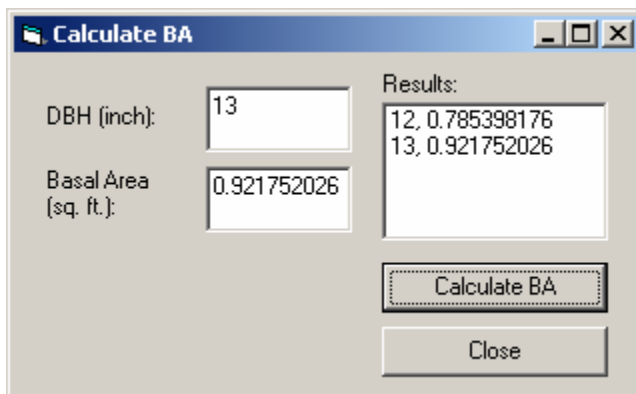 Calculate BA
DBH (inch):
13
Basal Area
(sq. ft.):
0.921752026
Results:
12, 0.785398176
13, 0.921752026
Calculate BA
Close